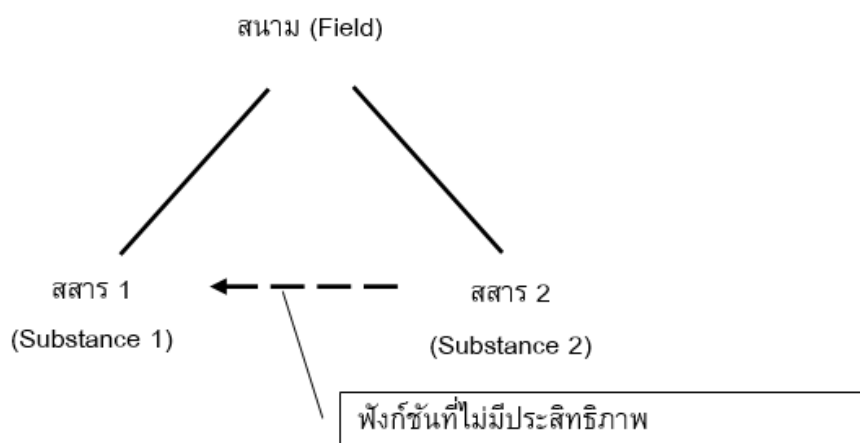 สนาม (Field)
สสาร 1
(Substance 1)
สสาร 2
(Substance 2)
ฟังก์ชันที่ไม่มีประสิทธิภาพ